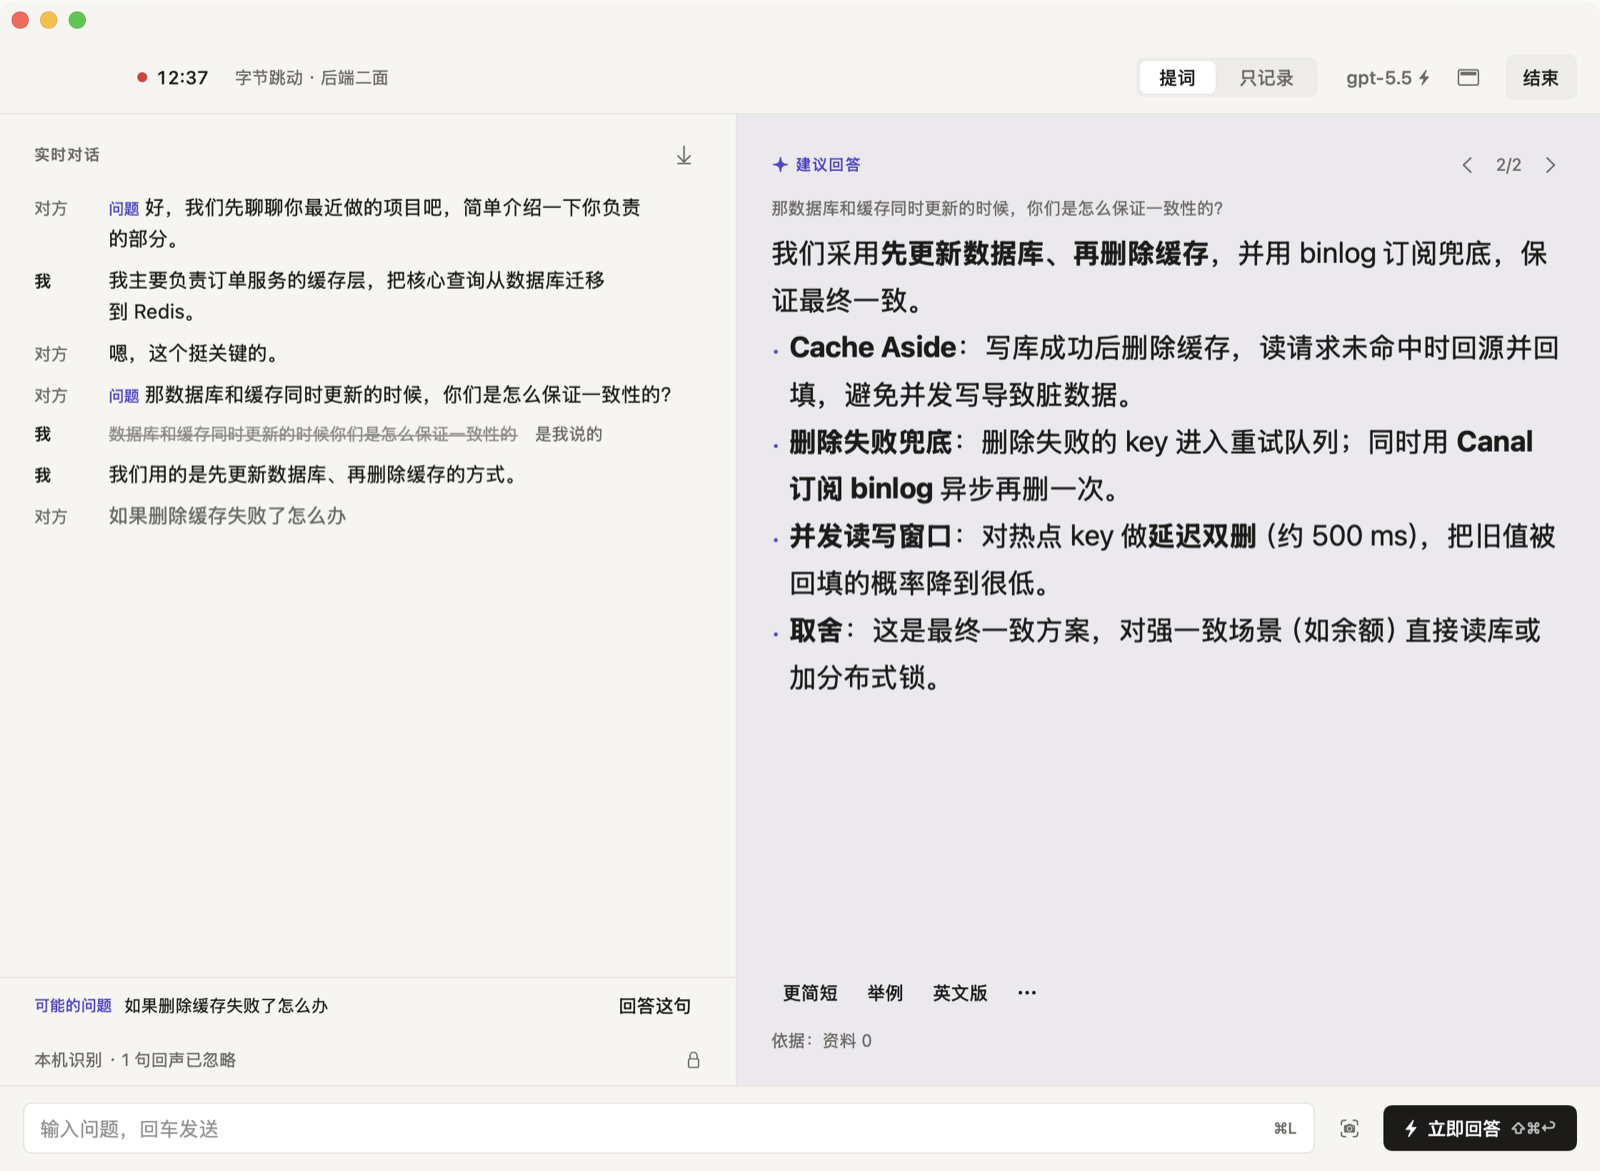 12:37 字节跳动 · 后端二面
提词 只记录 gpt-5.5 结束
实时对话
对方 问题 好，我们先聊聊你最近做的项目吧，简单介绍一下你负责
的部分。
我 我主要负责订单服务的缓存层，把核心查询从数据库迁移
到 Redis。
对方 嗯，这个挺关键的。
对方 问题 那数据库和缓存同时更新的时候，你们是怎么保证一致性的？
我 数据库和缓存同时更新的时候你们是怎么保证一致性的 是我说的
我 我们用的是先更新数据库、再删除缓存的方式。
对方 如果删除缓存失败了怎么办
可能的问题 如果删除缓存失败了怎么办 回答这句
本机识别 · 1 句回声已忽略
建议回答 2/2
那数据库和缓存同时更新的时候，你们是怎么保证一致性的？
我们采用先更新数据库、再删除缓存，并用 binlog 订阅兜底，保
证最终一致。
· Cache Aside：写库成功后删除缓存，读请求未命中时回源并回
填，避免并发写导致脏数据。
· 删除失败兜底：删除失败的 key 进入重试队列；同时用 Canal
订阅 binlog 异步再删一次。
· 并发读写窗口：对热点 key 做延迟双删（约 500 ms），把旧值被
回填的概率降到很低。
· 取舍：这是最终一致方案，对强一致场景（如余额）直接读库或
加分布式锁。
更简短 举例 英文版 ···
依据：资料 0
输入问题，回车发送 ⌘L
立即回答 ⇧⌘↩